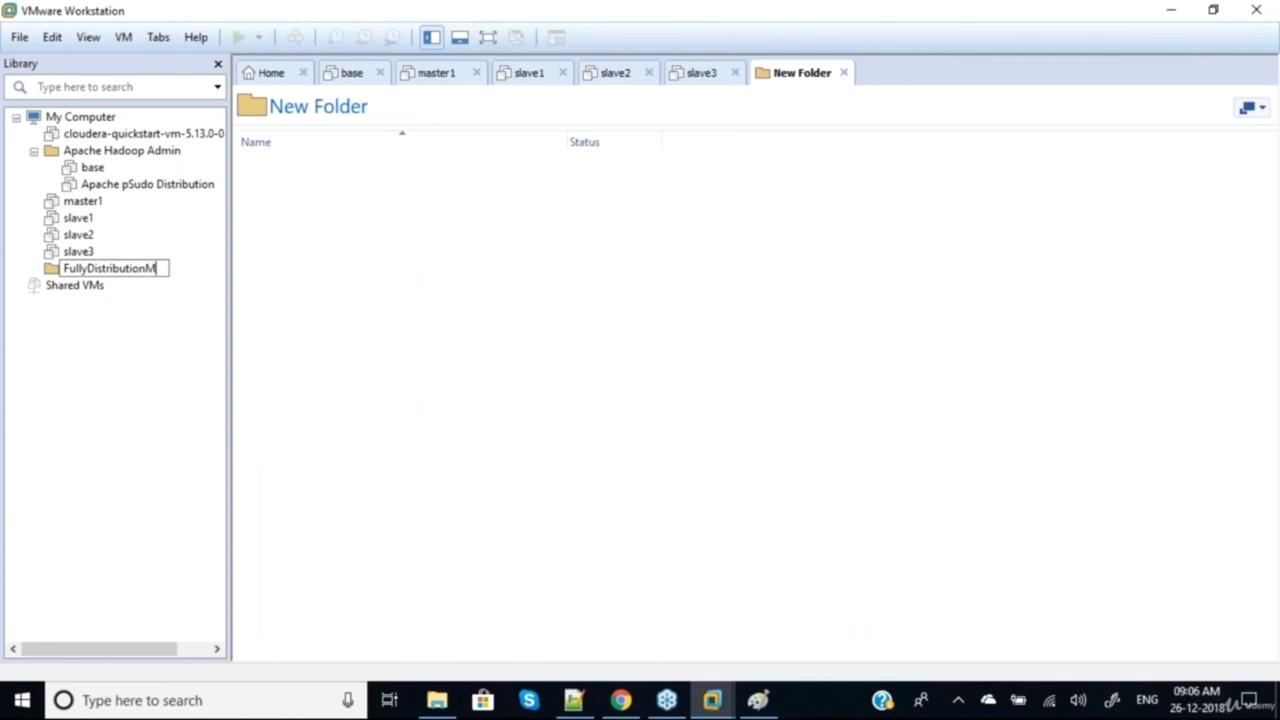 VMware Workstation
File Edit View VM Tabs Help
Library
Type here to search
Home base master1 slave1 slave2 slave3 New Folder
My Computer
cloudera-quickstart-vm-5.13.0-0
Apache Hadoop Admin
base
Apache pSudo Distribution
master1
slave1
slave2
slave3
FullyDistributionM
Shared VMs
New Folder
Name Status
Type here to search
ENG
09:06 AM
26-12-2018
Udemy